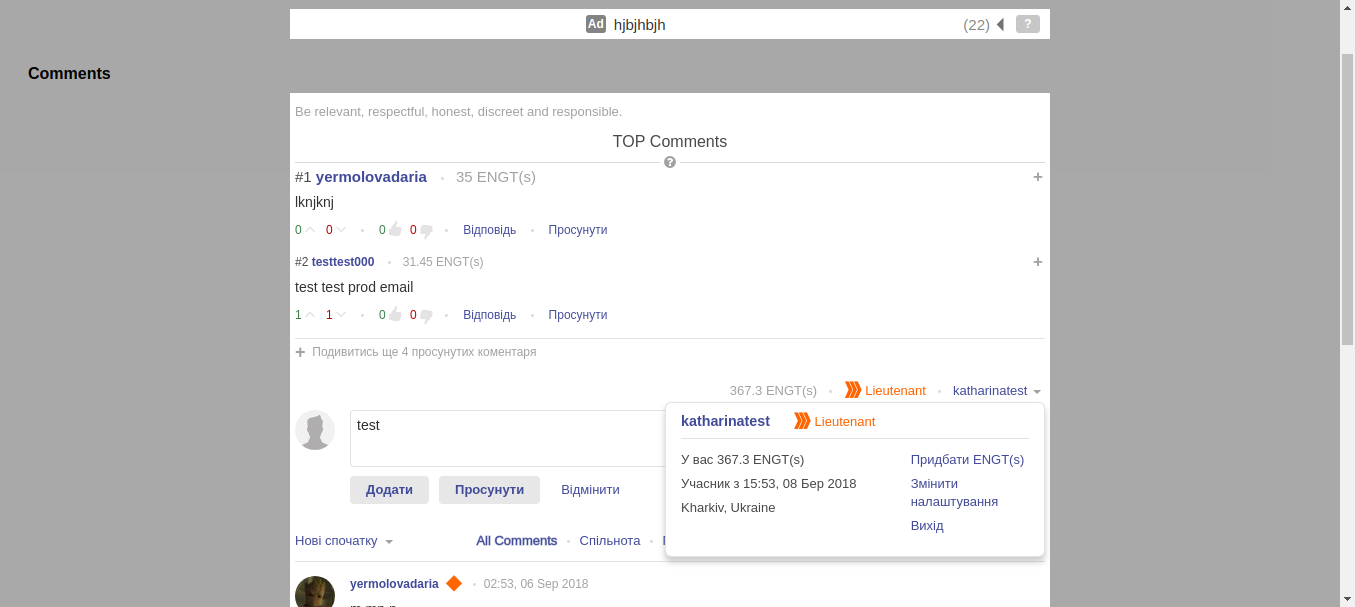 Ad hjbjhbjh (22) ?
Comments
Be relevant, respectful, honest, discreet and responsible.
TOP Comments
?
#1 yermolovadaria 35 ENGT(s) +
lknjknj
0 0 0 0 Відповідь Просунути
#2 testtest000 31.45 ENGT(s) +
test test prod email
1 1 0 0 Відповідь Просунути
+ Подивитись ще 4 просунутих коментаря
367.3 ENGT(s) Lieutenant katharinatest
test
Додати Просунути Відмінити
katharinatest Lieutenant
У вас 367.3 ENGT(s) Придбати ENGT(s)
Учасник з 15:53, 08 Бер 2018 Змінити
налаштування
Kharkiv, Ukraine
Вихід
Нові спочатку All Comments Спільнота
yermolovadaria 02:53, 06 Sep 2018